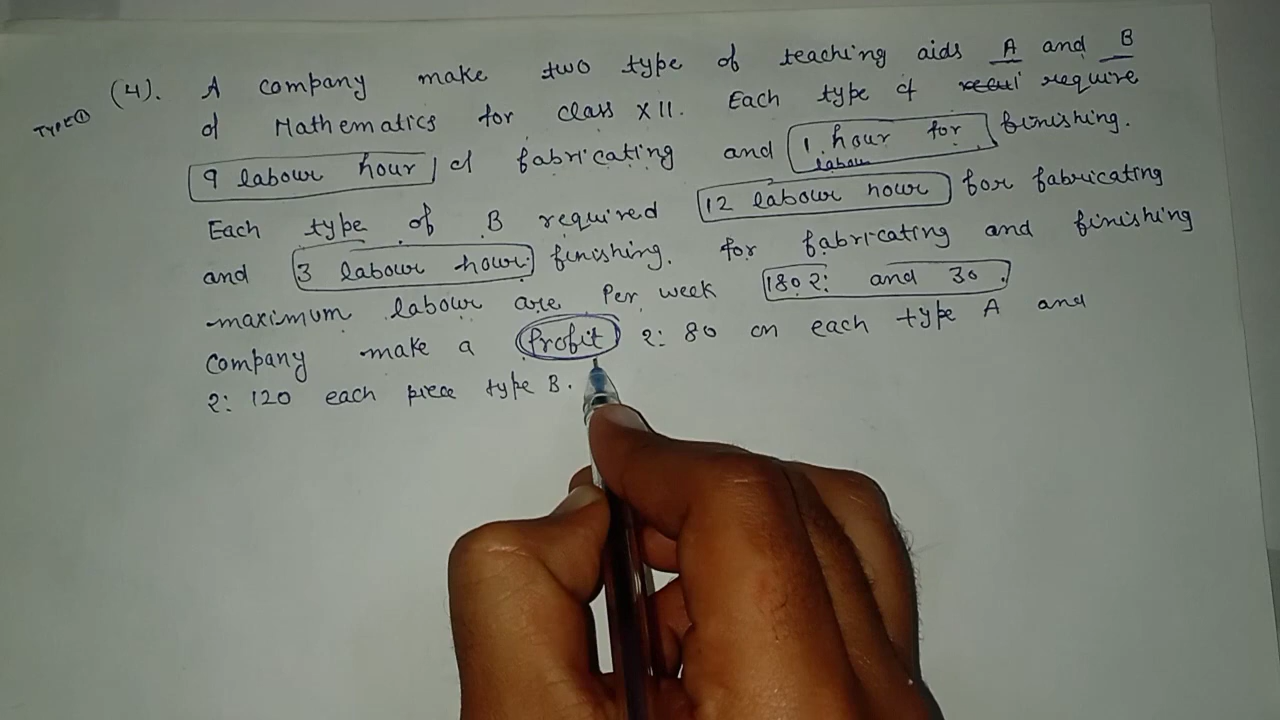 TYPE① (4). A company make two type of teaching aids A and B
of Mathematics for class XII. Each type of require
9 labour hour of fabricating and 1 labour hour for finishing.
Each type of B required 12 labour hour for fabricating
and 3 labour hour finishing. for fabricating and finishing
maximum labour are Per week 180 2: and 30.
company make a Profit 2: 80 on each type A and
2: 120 each piece type B.